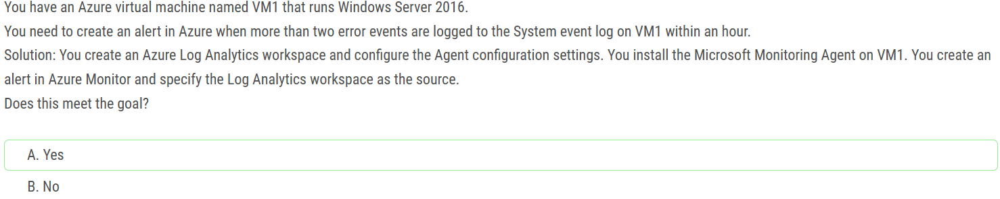 You have an Azure virtual machine named VM1 that runs Windows Server 2016.
You need to create an alert in Azure when more than two error events are logged to the System event log on VM1 within an hour.
Solution: You create an Azure Log Analytics workspace and configure the Agent configuration settings. You install the Microsoft Monitoring Agent on VM1. You create an
alert in Azure Monitor and specify the Log Analytics workspace as the source.
Does this meet the goal?
A. Yes
B. No